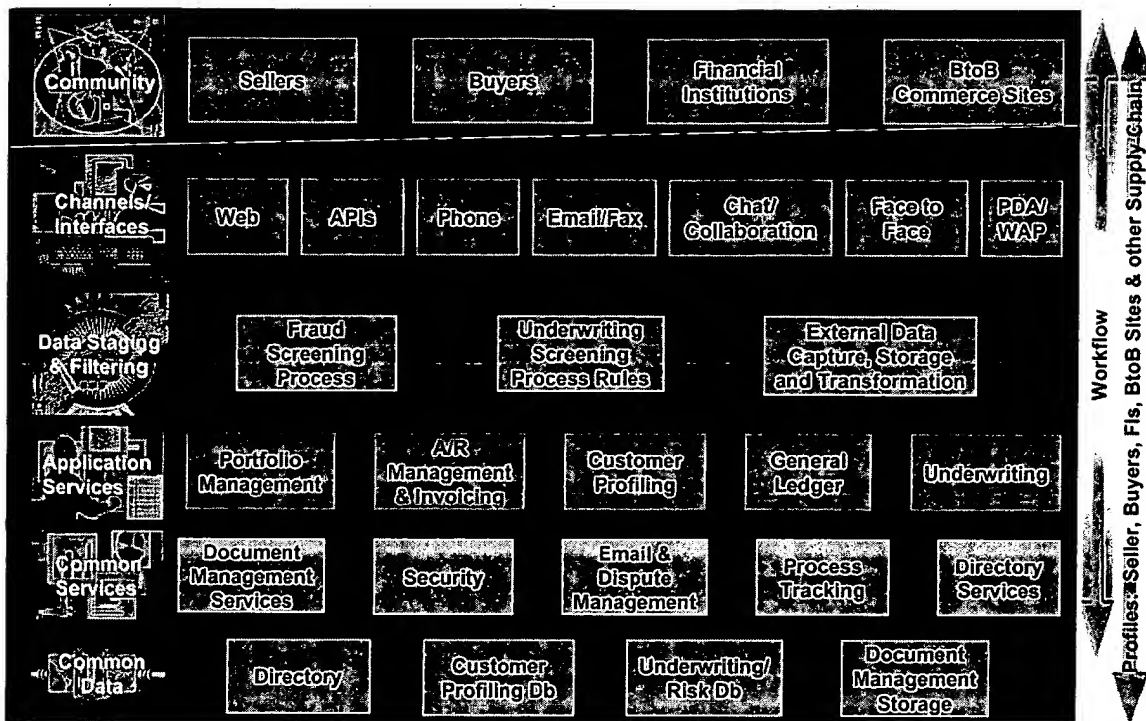 Community
Sellers
Buyers
Financial
Institutions
BtoB
Commerce Sites
Channels/
Interfaces
Web
APIs
Phone
Email/Fax
Chat/
Collaboration
Face to
Face
PDA/
WAP
Data Staging
& Filtering
Fraud
Screening
Process
Underwriting
Screening
Process Rules
External Data
Capture, Storage
and Transformation
Application
Services
Portfolio
Management
A/R
Management
& Invoicing
Customer
Profiling
General
Ledger
Underwriting
Common
Services
Document
Management
Services
Security
Email &
Dispute
Management
Process
Tracking
Directory
Services
Common
Data
Directory
Customer
Profiling Db
Underwriting/
Risk Db
Document
Management
Storage
Workflow
Profiles: Seller, Buyers, FIs, BtoB Sites & other Supply Chain